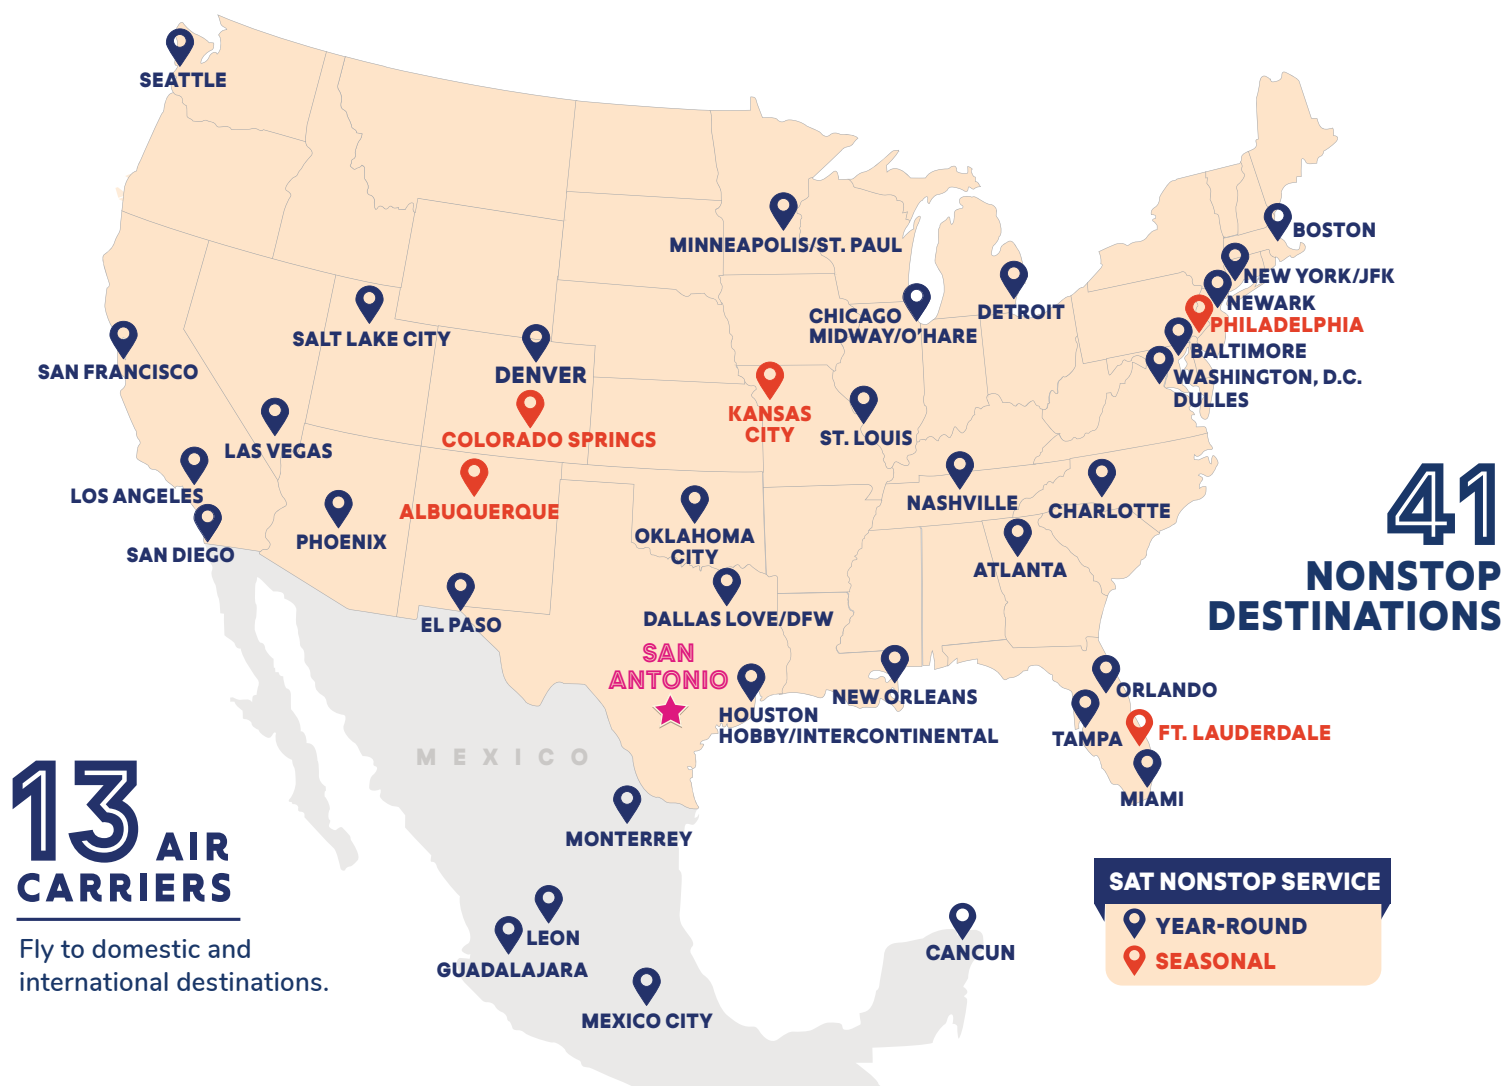 SEATTLE
MINNEAPOLIS/ST. PAUL
BOSTON
NEW YORK/JFK
NEWARK
PHILADELPHIA
BALTIMORE
WASHINGTON, D.C.
DULLES
DETROIT
CHICAGO
MIDWAY/O'HARE
SALT LAKE CITY
DENVER
SAN FRANCISCO
COLORADO SPRINGS
KANSAS
CITY
ST. LOUIS
LAS VEGAS
LOS ANGELES
ALBUQUERQUE
SAN DIEGO
PHOENIX
OKLAHOMA
CITY
NASHVILLE
CHARLOTTE
ATLANTA
41
NONSTOP
DESTINATIONS
EL PASO
DALLAS LOVE/DFW
SAN
ANTONIO
HOUSTON
HOBBY/INTERCONTINENTAL
NEW ORLEANS
ORLANDO
TAMPA
FT. LAUDERDALE
MIAMI
MEXICO
13 AIR
CARRIERS
Fly to domestic and
international destinations.
MONTERREY
LEON
GUADALAJARA
MEXICO CITY
CANCUN
SAT NONSTOP SERVICE
YEAR-ROUND
SEASONAL